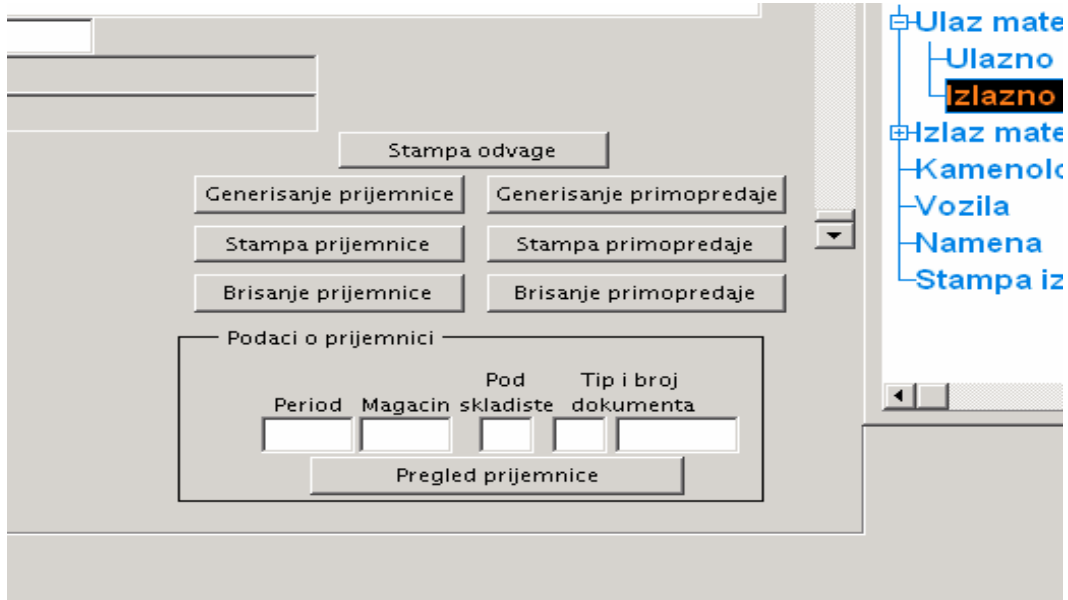 Stampa odvage
Generisanje prijemnice
Generisanje primopredaje
Stampa prijemnice
Stampa primopredaje
Brisanje prijemnice
Brisanje primopredaje
Podaci o prijemnici
Pod Tip i broj
Period Magacin skladiste dokumenta
Pregled prijemnice
Ulaz mate
Ulazno
Izlazno
Izlaz mate
Kamenolo
Vozila
Namena
Stampa iz